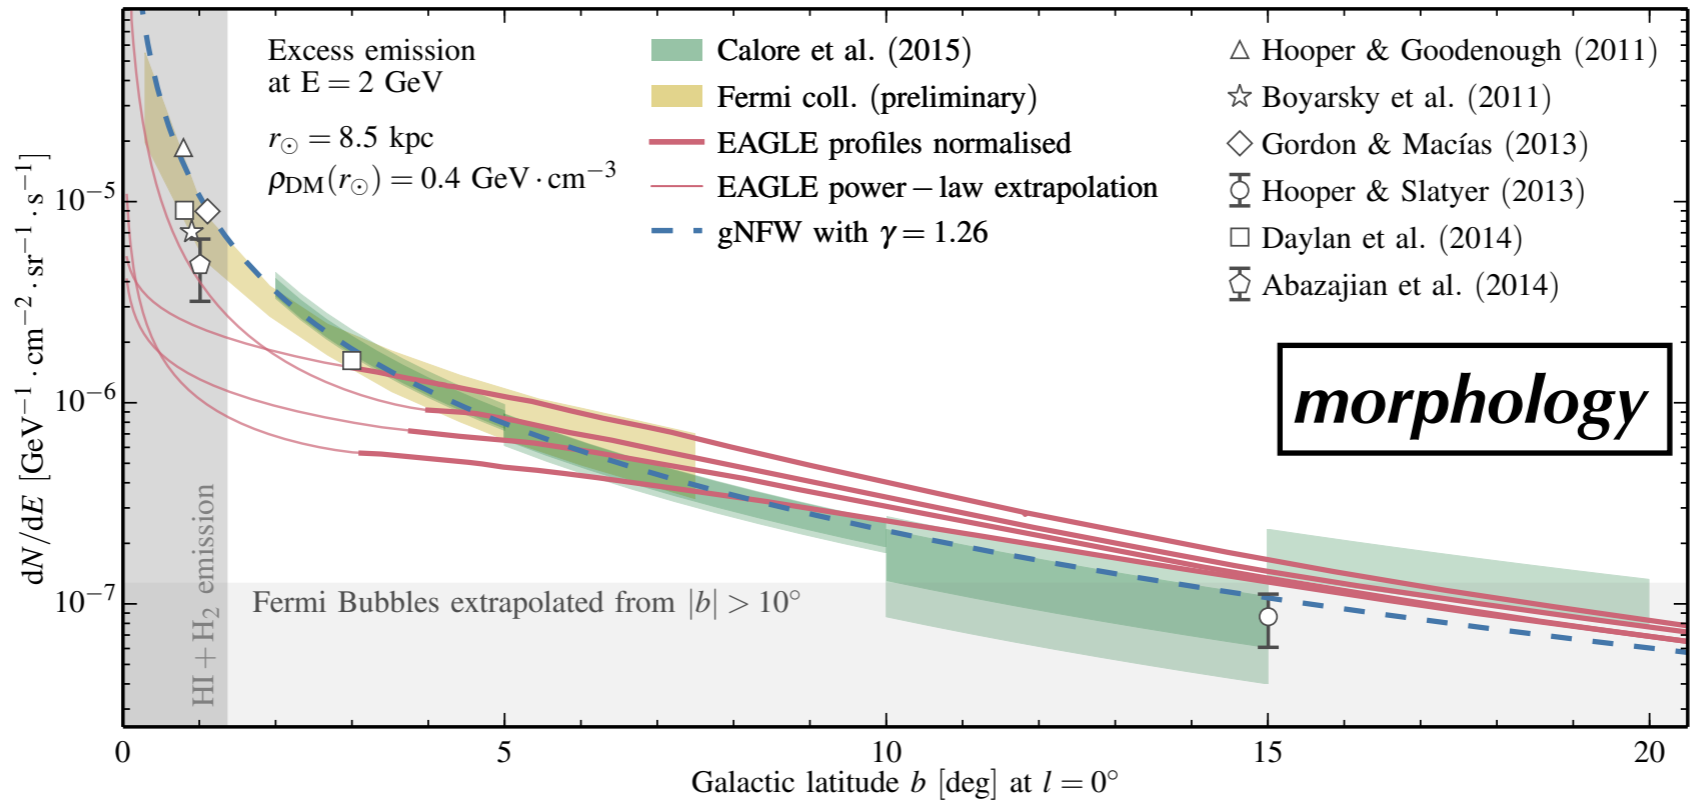 Excess emission
at E = 2 GeV
r⊙ = 8.5 kpc
ρDM(r⊙) = 0.4 GeV · cm−3
Calore et al. (2015)
Fermi coll. (preliminary)
EAGLE profiles normalised
EAGLE power − law extrapolation
gNFW with γ = 1.26
Hooper & Goodenough (2011)
Boyarsky et al. (2011)
Gordon & Macías (2013)
Hooper & Slatyer (2013)
Daylan et al. (2014)
Abazajian et al. (2014)
morphology
dN/dE [GeV−1 · cm−2 · sr−1 · s−1]
10−5
10−6
10−7
HI + H2 emission
Fermi Bubbles extrapolated from |b| > 10°
0 5 10 15 20
Galactic latitude b [deg] at l = 0°